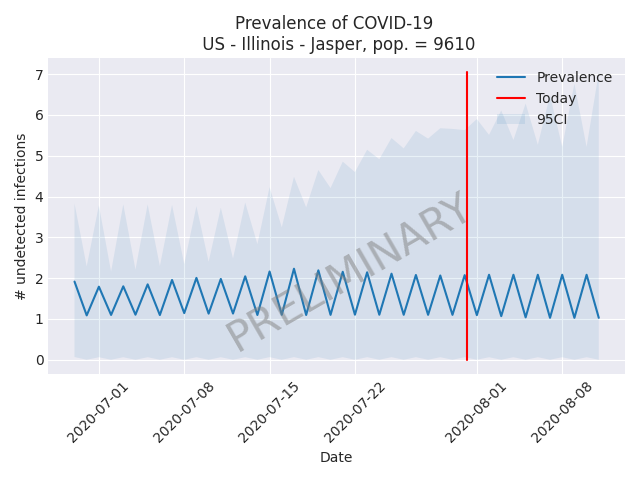 Prevalence of COVID-19
US - Illinois - Jasper, pop. = 9610
7
6
5
4
3
2
1
0
# undetected infections
Prevalence
Today
95CI
PRELIMINARY
2020-07-01
2020-07-08
2020-07-15
2020-07-22
2020-08-01
2020-08-08
Date